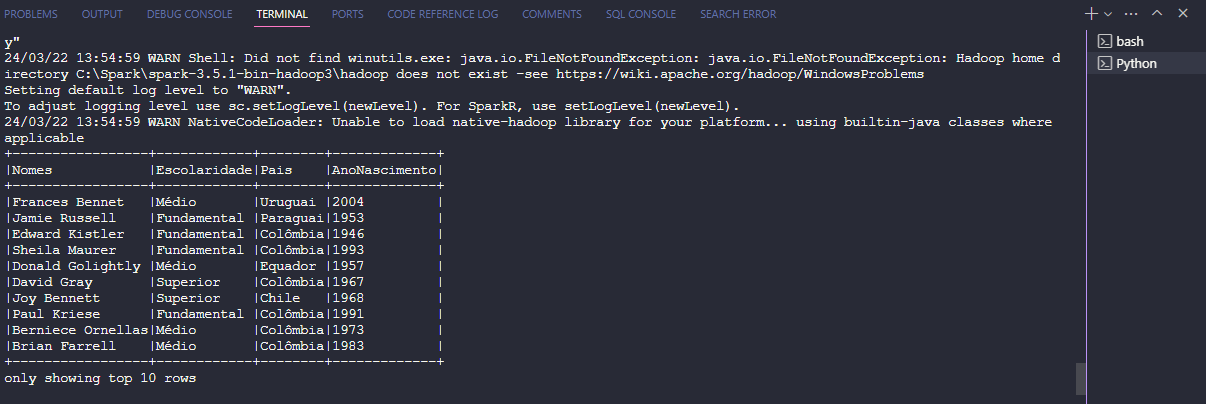 PROBLEMS OUTPUT DEBUG CONSOLE TERMINAL PORTS CODE REFERENCE LOG COMMENTS SQL CONSOLE SEARCH ERROR
y"
24/03/22 13:54:59 WARN Shell: Did not find winutils.exe: java.io.FileNotFoundException: java.io.FileNotFoundException: Hadoop home d
irectory C:\Spark\spark-3.5.1-bin-hadoop3\hadoop does not exist -see https://wiki.apache.org/hadoop/WindowsProblems
Setting default log level to "WARN".
To adjust logging level use sc.setLogLevel(newLevel). For SparkR, use setLogLevel(newLevel).
24/03/22 13:54:59 WARN NativeCodeLoader: Unable to load native-hadoop library for your platform... using builtin-java classes where
applicable
+-----------------+------------+--------+-------------+
|Nomes            |Escolaridade|Pais    |AnoNascimento|
+-----------------+------------+--------+-------------+
|Frances Bennet   |Médio       |Uruguai |2004         |
|Jamie Russell    |Fundamental |Paraguai|1953         |
|Edward Kistler   |Fundamental |Colômbia|1946         |
|Sheila Maurer    |Fundamental |Colômbia|1993         |
|Donald Golightly |Médio       |Equador |1957         |
|David Gray       |Superior    |Colômbia|1967         |
|Joy Bennett      |Superior    |Chile   |1968         |
|Paul Kriese      |Fundamental |Colômbia|1991         |
|Berniece Ornellas|Médio       |Colômbia|1973         |
|Brian Farrell    |Médio       |Colômbia|1983         |
+-----------------+------------+--------+-------------+
only showing top 10 rows
bash
Python